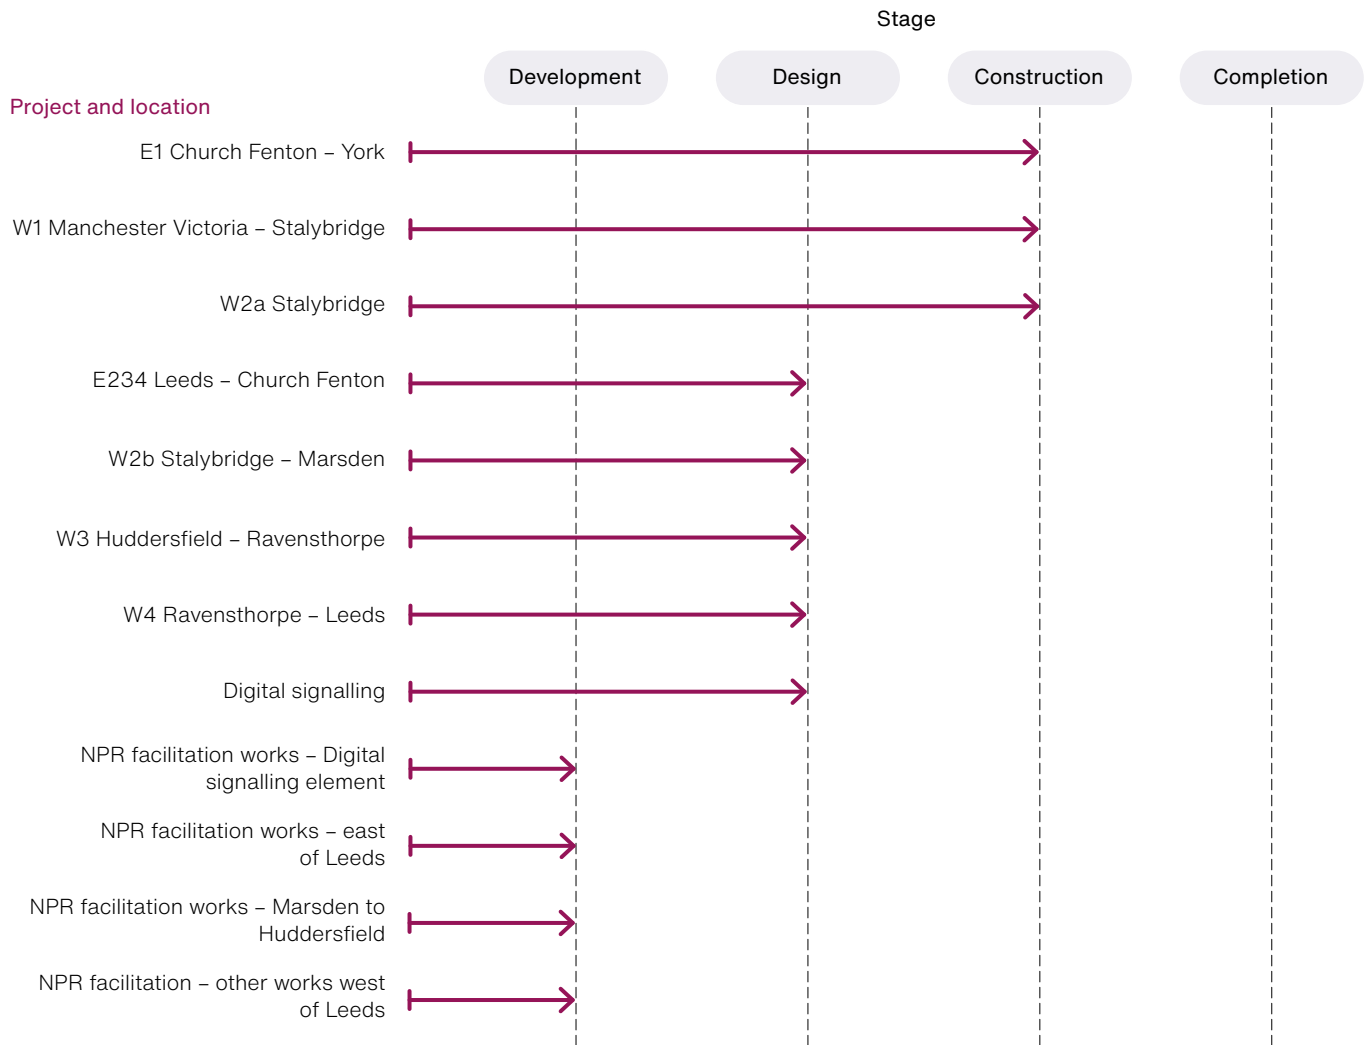 Stage
Development
Design
Construction
Completion
Project and location
E1 Church Fenton – York
W1 Manchester Victoria – Stalybridge
W2a Stalybridge
E234 Leeds – Church Fenton
W2b Stalybridge – Marsden
W3 Huddersfield – Ravensthorpe
W4 Ravensthorpe – Leeds
Digital signalling
NPR facilitation works – Digital
signalling element
NPR facilitation works – east
of Leeds
NPR facilitation works – Marsden to
Huddersfield
NPR facilitation – other works west
of Leeds